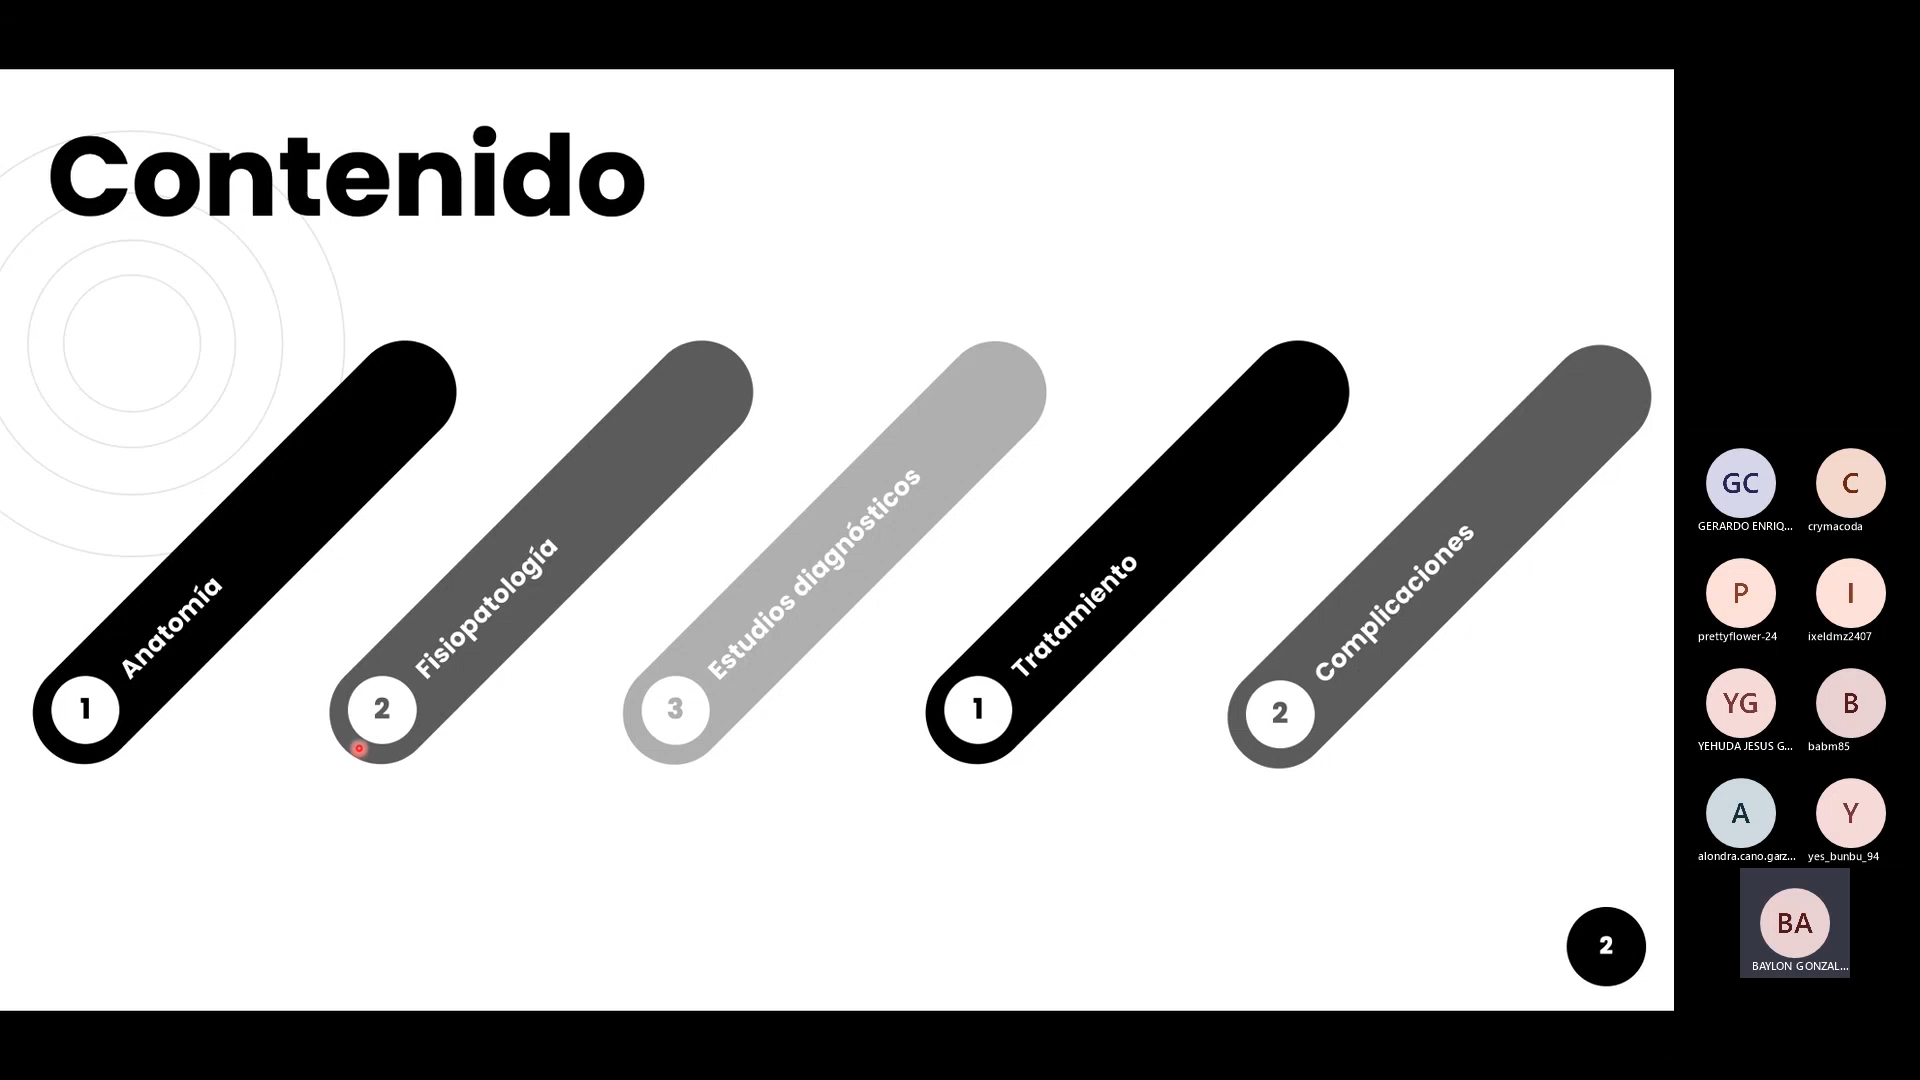 Contenido
1
Anatomía
2
Fisiopatología
3
Estudios diagnósticos
1
Tratamiento
2
Complicaciones
2
GC
GERARDO ENRIQ...
C
crymacoda
P
prettyflower-24
I
ixeldmz2407
YG
YEHUDA JESUS G...
B
babm85
A
alondra.cano.garz...
Y
yes_bunbu_94
BA
BAYLON GONZAL...